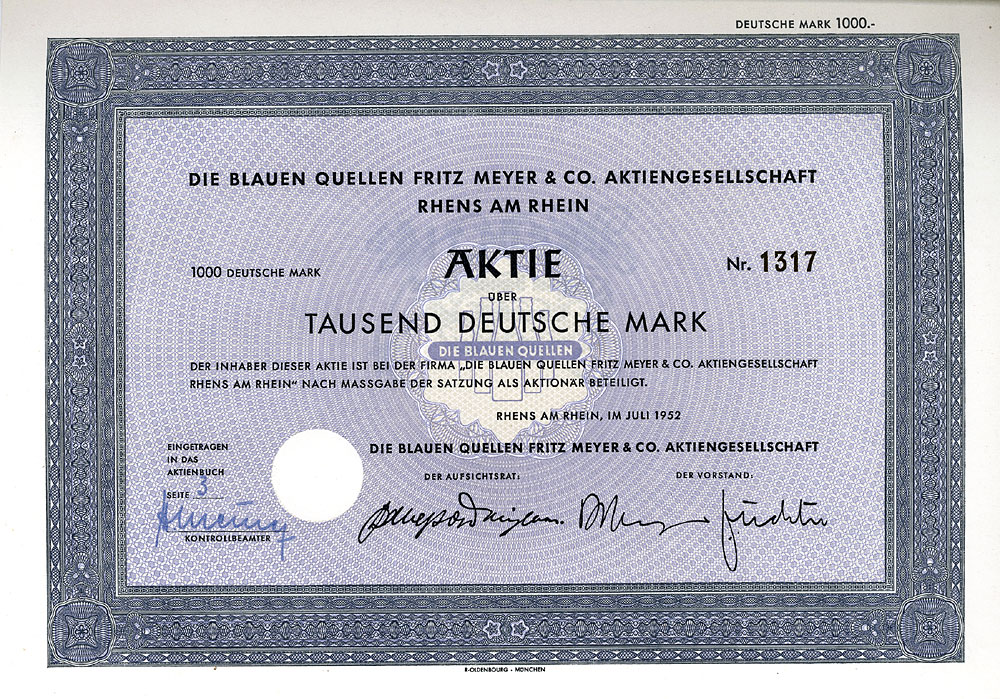 DEUTSCHE MARK 1000.-
DIE BLAUEN QUELLEN FRITZ MEYER & CO. AKTIENGESELLSCHAFT
RHENS AM RHEIN
1000 DEUTSCHE MARK
AKTIE
Nr. 1317
ÜBER
TAUSEND DEUTSCHE MARK
DIE BLAUEN QUELLEN
DER INHABER DIESER AKTIE IST BEI DER FIRMA „DIE BLAUEN QUELLEN FRITZ MEYER & CO. AKTIENGESELLSCHAFT
RHENS AM RHEIN" NACH MASSGABE DER SATZUNG ALS AKTIONÄR BETEILIGT.
RHENS AM RHEIN, IM JULI 1952
DIE BLAUEN QUELLEN FRITZ MEYER & CO. AKTIENGESELLSCHAFT
EINGETRAGEN
IN DAS
AKTIENBUCH
SEITE 3
KONTROLLBEAMTER
DER AUFSICHTSRAT:
DER VORSTAND:
R·OLDENBOURG · MÜNCHEN